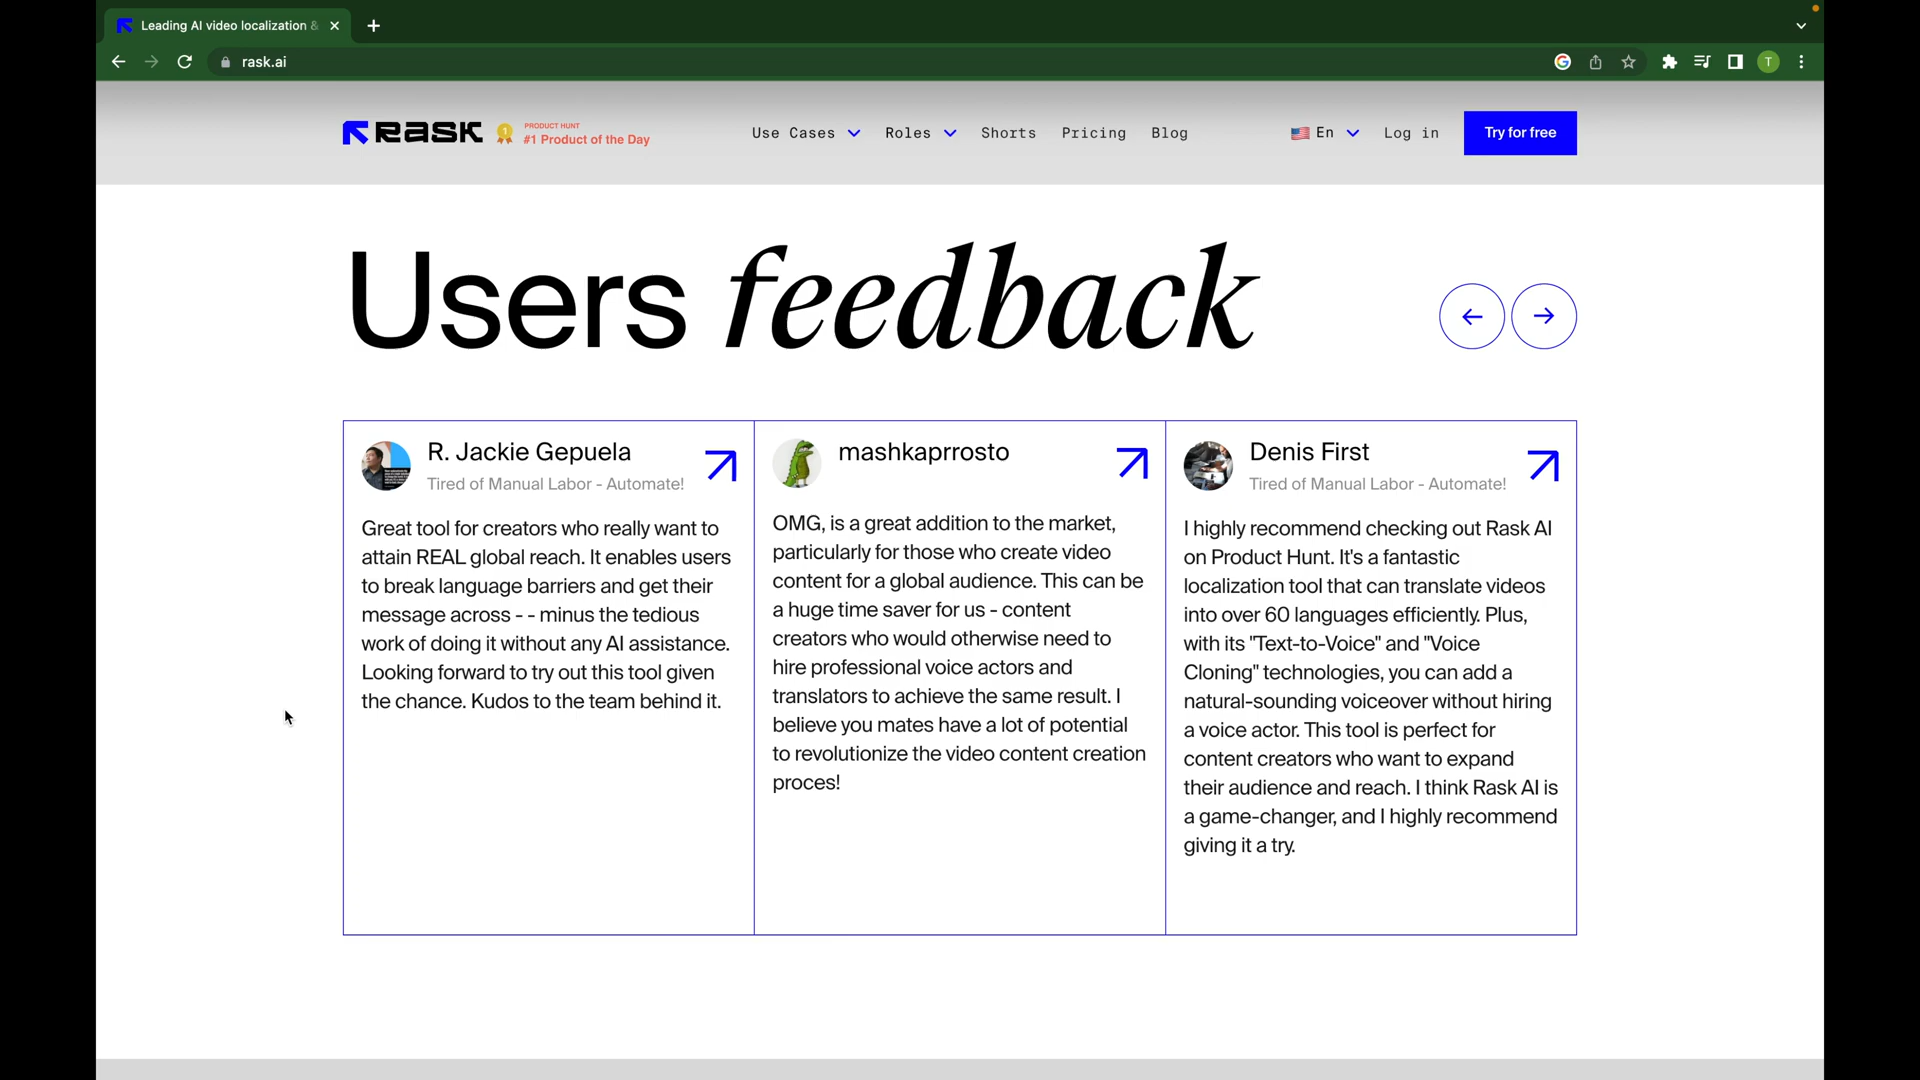 Leading AI video localization &
rask.ai
T
RASK
1
PRODUCT HUNT
#1 Product of the Day
Use Cases
Roles
Shorts
Pricing
Blog
En
Log in
Try for free
Users feedback
R. Jackie Gepuela
Tired of Manual Labor - Automate!
Great tool for creators who really want to
attain REAL global reach. It enables users
to break language barriers and get their
message across - - minus the tedious
work of doing it without any AI assistance.
Looking forward to try out this tool given
the chance. Kudos to the team behind it.
mashkaprrosto
OMG, is a great addition to the market,
particularly for those who create video
content for a global audience. This can be
a huge time saver for us - content
creators who would otherwise need to
hire professional voice actors and
translators to achieve the same result. I
believe you mates have a lot of potential
to revolutionize the video content creation
proces!
Denis First
Tired of Manual Labor - Automate!
I highly recommend checking out Rask AI
on Product Hunt. It's a fantastic
localization tool that can translate videos
into over 60 languages efficiently. Plus,
with its "Text-to-Voice" and "Voice
Cloning" technologies, you can add a
natural-sounding voiceover without hiring
a voice actor. This tool is perfect for
content creators who want to expand
their audience and reach. I think Rask AI is
a game-changer, and I highly recommend
giving it a try.